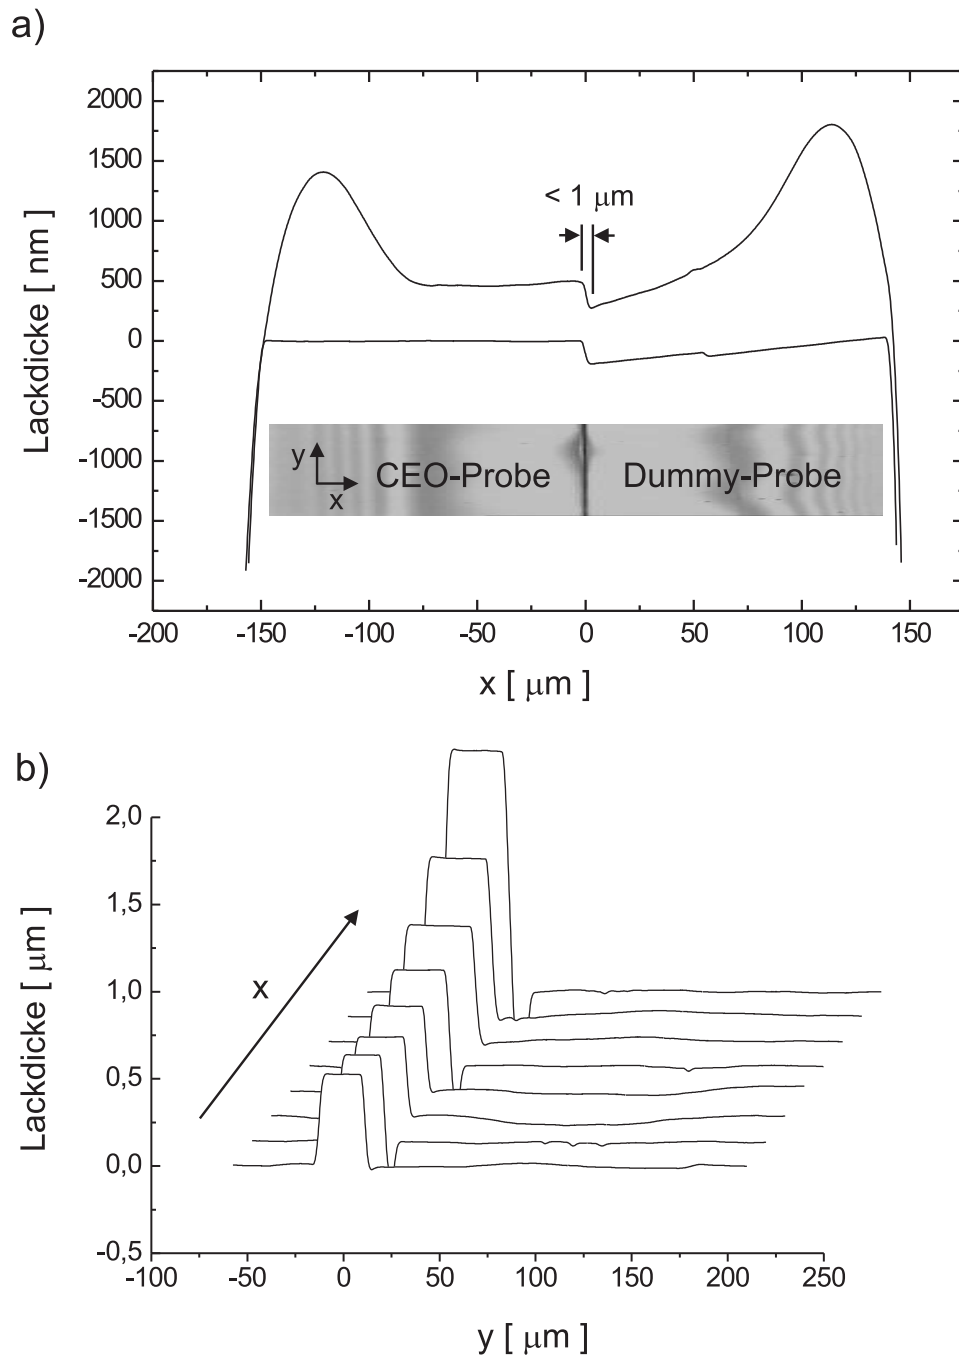 a)
2000
1500
1000
500
0
-500
-1000
-1500
-2000
Lackdicke [ nm ]
< 1 μm
y
x
CEO-Probe
Dummy-Probe
-200 -150 -100 -50 0 50 100 150
x [ μm ]
b)
2,0
1,5
1,0
0,5
0,0
-0,5
Lackdicke [ μm ]
x
-100 -50 0 50 100 150 200 250
y [ μm ]